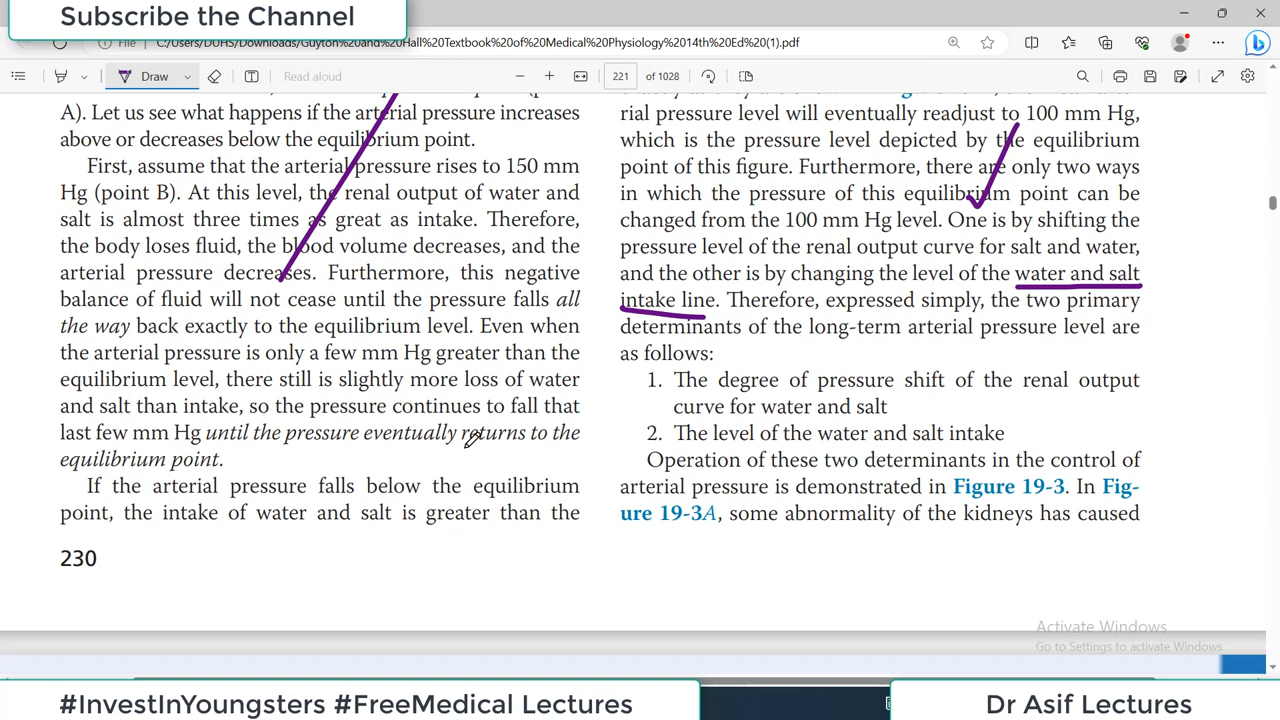 Subscribe the Channel
File
C:/Users/DUHS/Downloads/Guyton%20and%20Hall%20Textbook%20of%20Medical%20Physiology%2014th%20Ed%20(1).pdf
Draw
Read aloud
221 of 1028
A). Let us see what happens if the arterial pressure increases
above or decreases below the equilibrium point.
First, assume that the arterial pressure rises to 150 mm
Hg (point B). At this level, the renal output of water and
salt is almost three times as great as intake. Therefore,
the body loses fluid, the blood volume decreases, and the
arterial pressure decreases. Furthermore, this negative
balance of fluid will not cease until the pressure falls all
the way back exactly to the equilibrium level. Even when
the arterial pressure is only a few mm Hg greater than the
equilibrium level, there still is slightly more loss of water
and salt than intake, so the pressure continues to fall that
last few mm Hg until the pressure eventually returns to the
equilibrium point.
If the arterial pressure falls below the equilibrium
point, the intake of water and salt is greater than the
230
rial pressure level will eventually readjust to 100 mm Hg,
which is the pressure level depicted by the equilibrium
point of this figure. Furthermore, there are only two ways
in which the pressure of this equilibrium point can be
changed from the 100 mm Hg level. One is by shifting the
pressure level of the renal output curve for salt and water,
and the other is by changing the level of the water and salt
intake line. Therefore, expressed simply, the two primary
determinants of the long-term arterial pressure level are
as follows:
1. The degree of pressure shift of the renal output
curve for water and salt
2. The level of the water and salt intake
Operation of these two determinants in the control of
arterial pressure is demonstrated in Figure 19-3. In Fig-
ure 19-3A, some abnormality of the kidneys has caused
Activate Windows
Go to Settings to activate Windows.
#InvestInYoungsters #FreeMedical Lectures
Dr Asif Lectures